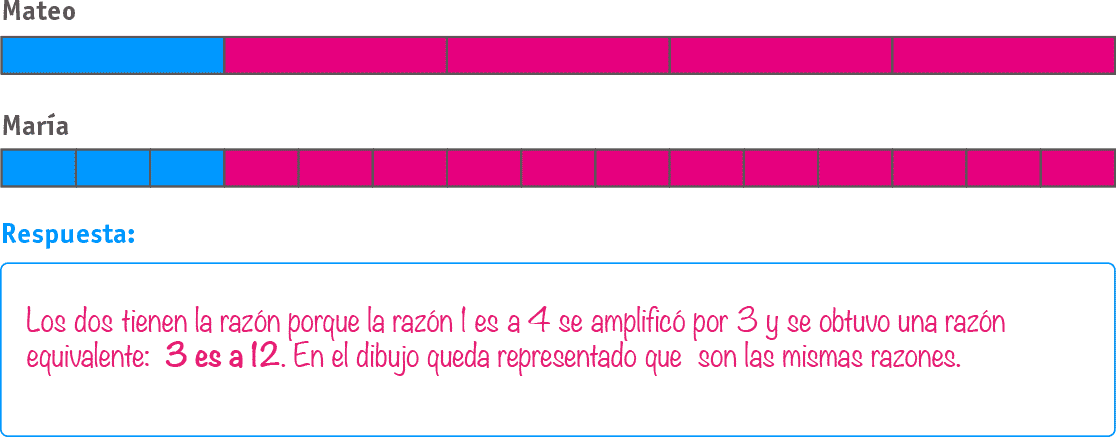 Mateo
María
Respuesta:
Los dos tienen la razón porque la razón 1 es a 4 se amplificó por 3 y se obtuvo una razón
equivalente: 3 es a 12. En el dibujo queda representado que son las mismas razones.